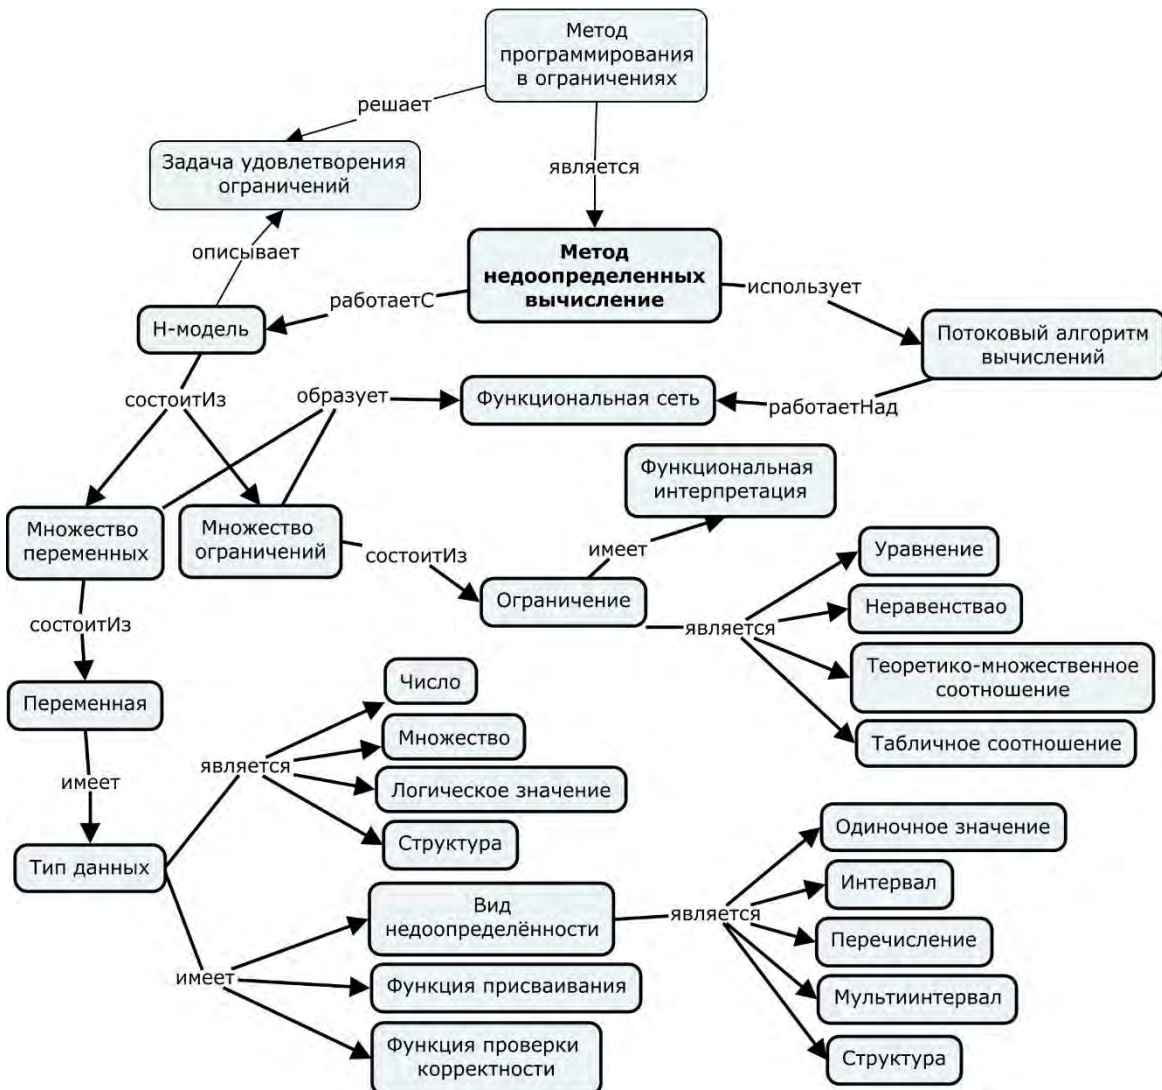 Метод
программирования
в ограничениях
решает
Задача удовлетворения
ограничений
является
описывает
Метод
недоопределенных
вычисление
работаетС
использует
Н-модель
Потоковый алгоритм
вычислений
состоитИз
образует
Функциональная сеть
работаетНад
Функциональная
интерпретация
Множество
переменных
Множество
ограничений
состоитИз
имеет
Ограничение
Уравнение
Неравенствао
является
Теоретико-множественное
соотношение
Табличное соотношение
состоитИз
Переменная
имеет
Тип данных
является
Число
Множество
Логическое значение
Структура
имеет
Вид
недоопределённости
Функция присваивания
Функция проверки
корректности
является
Одиночное значение
Интервал
Перечисление
Мультиинтервал
Структура